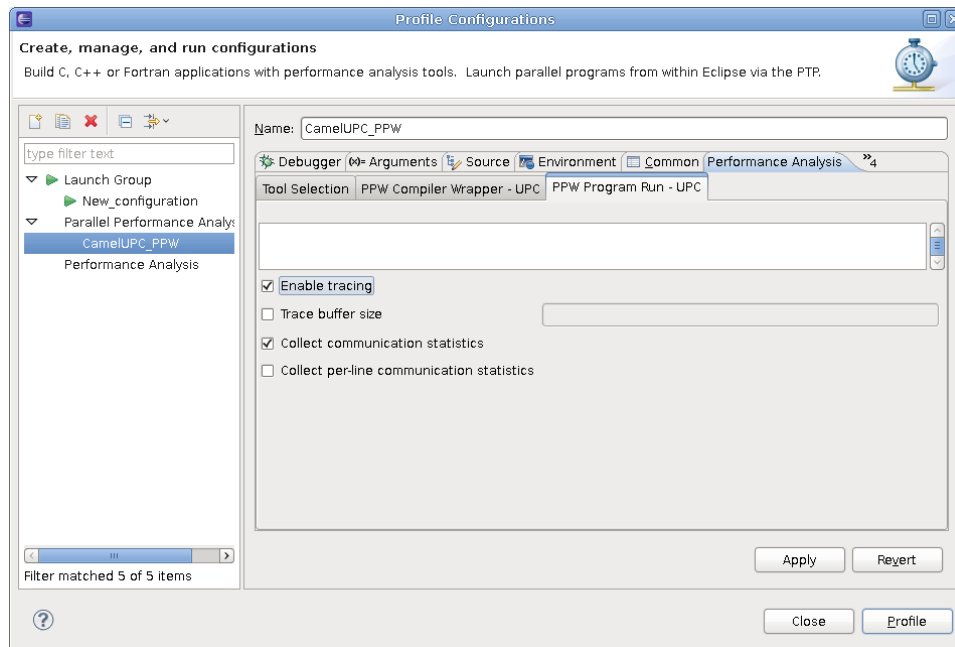 Profile Configurations
Create, manage, and run configurations
Build C, C++ or Fortran applications with performance analysis tools. Launch parallel programs from within Eclipse via the PTP.
type filter text
Launch Group
New_configuration
Parallel Performance Analys
CamelUPC_PPW
Performance Analysis
Filter matched 5 of 5 items
Name: CamelUPC_PPW
Debugger (x)= Arguments Source Environment Common Performance Analysis »4
Tool Selection PPW Compiler Wrapper - UPC PPW Program Run - UPC
Enable tracing
Trace buffer size
Collect communication statistics
Collect per-line communication statistics
Apply Revert
? Close Profile